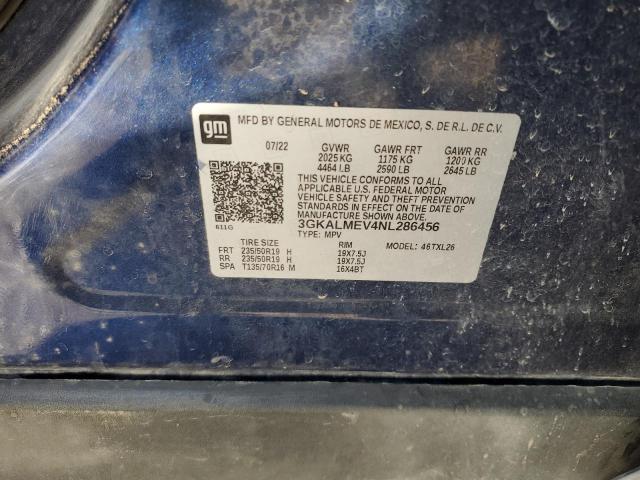 gm
MFD BY GENERAL MOTORS DE MEXICO, S. DE R.L. DE C.V.
07/22 GVWR GAWR FRT GAWR RR
2025 KG 1175 KG 1200 KG
4464 LB 2590 LB 2645 LB
THIS VEHICLE CONFORMS TO ALL
APPLICABLE U.S. FEDERAL MOTOR
VEHICLE SAFETY AND THEFT PREVENTION
STANDARDS IN EFFECT ON THE DATE OF
MANUFACTURE SHOWN ABOVE.
611G 3GKALMEV4NL286456
TYPE: MPV
TIRE SIZE RIM MODEL: 46TXL26
FRT 235/50R19 H 19X7.5J
RR 235/50R19 H 19X7.5J
SPA T135/70R16 M 16X4BT